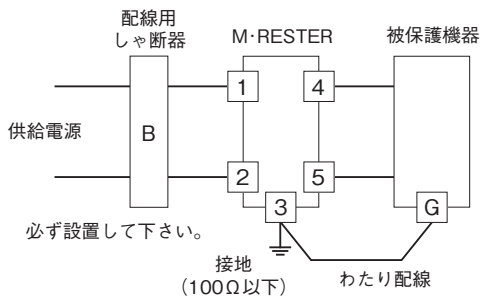 配線用
しゃ断器
M･RESTER
被保護機器
1
4
供給電源
B
2
5
3
G
必ず設置して下さい。
接地
（100Ω以下）
わたり配線